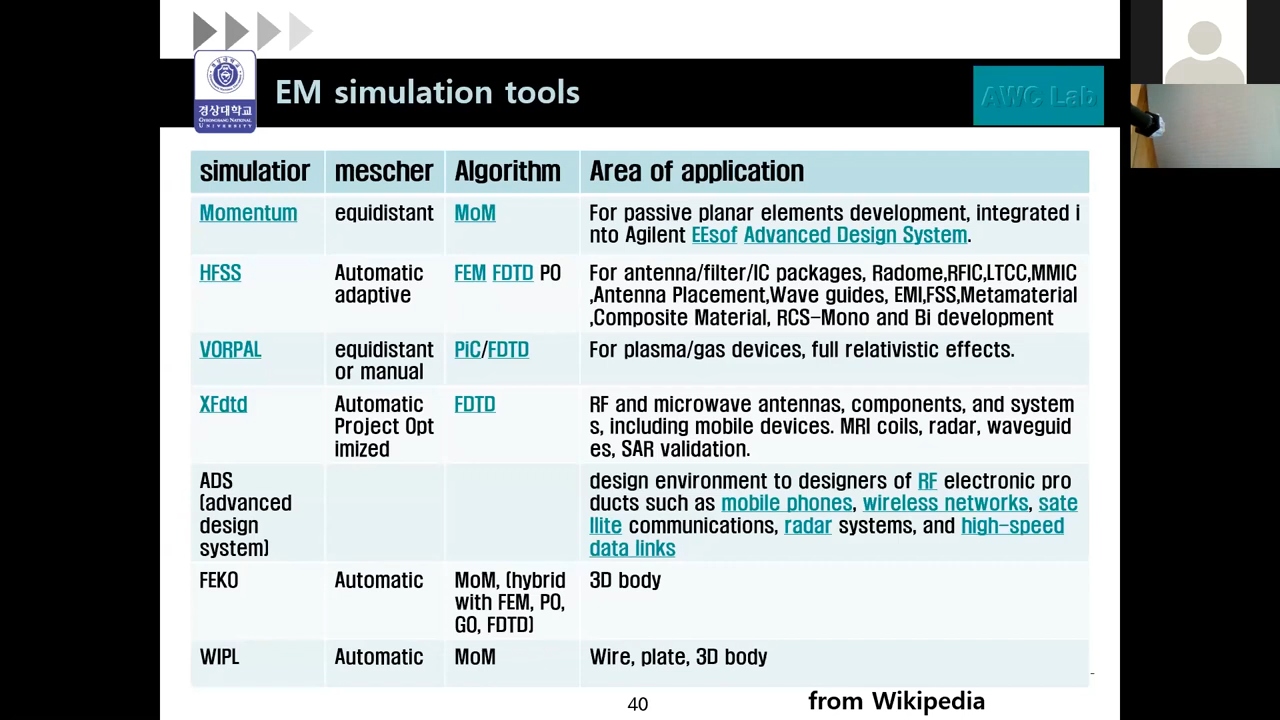 경상대학교
GYEONGSANG NATIONAL
UNIVERSITY
EM simulation tools
AWC Lab
simulatior mescher Algorithm Area of application
Momentum equidistant MoM For passive planar elements development, integrated i
nto Agilent EEsof Advanced Design System.
HFSS Automatic FEM FDTD PO For antenna/filter/IC packages, Radome,RFIC,LTCC,MMIC
adaptive ,Antenna Placement,Wave guides, EMI,FSS,Metamaterial
,Composite Material, RCS-Mono and Bi development
VORPAL equidistant PiC/FDTD For plasma/gas devices, full relativistic effects.
or manual
XFdtd Automatic FDTD RF and microwave antennas, components, and system
Project Opt s, including mobile devices. MRI coils, radar, waveguid
imized es, SAR validation.
ADS design environment to designers of RF electronic pro
(advanced ducts such as mobile phones, wireless networks, sate
design llite communications, radar systems, and high-speed
system) data links
FEKO Automatic MoM, (hybrid 3D body
with FEM, PO,
GO, FDTD)
WIPL Automatic MoM Wire, plate, 3D body
40 from Wikipedia